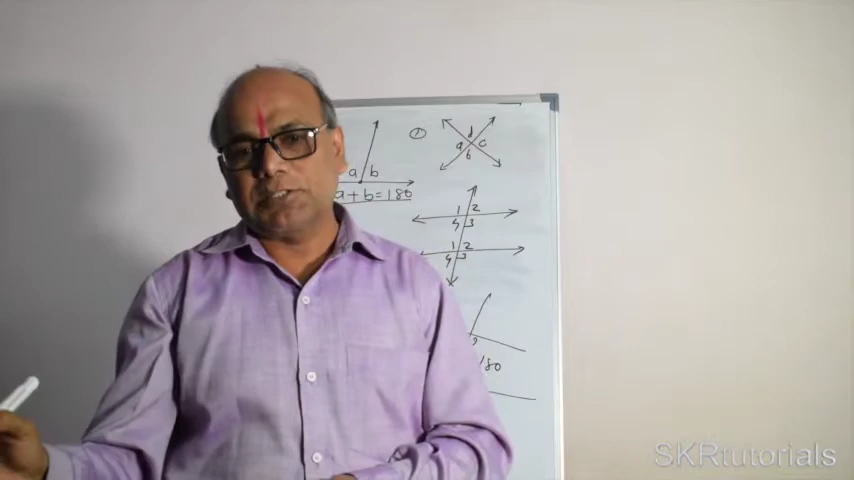 a b
a + b = 180
①
d
a c
b
1 2
4 3
1 2
4 3
180
SKRtutorials